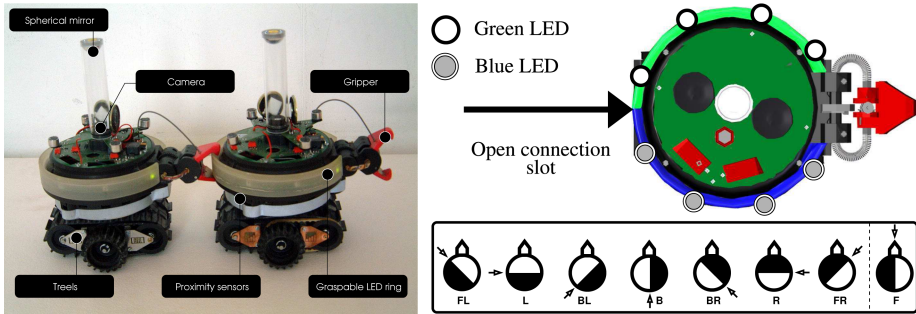 Spherical mirror
Camera
Gripper
Treels
Proximity sensors
Graspable LED ring
Green LED
Blue LED
Open connection
slot
FL
L
BL
B
BR
R
FR
F